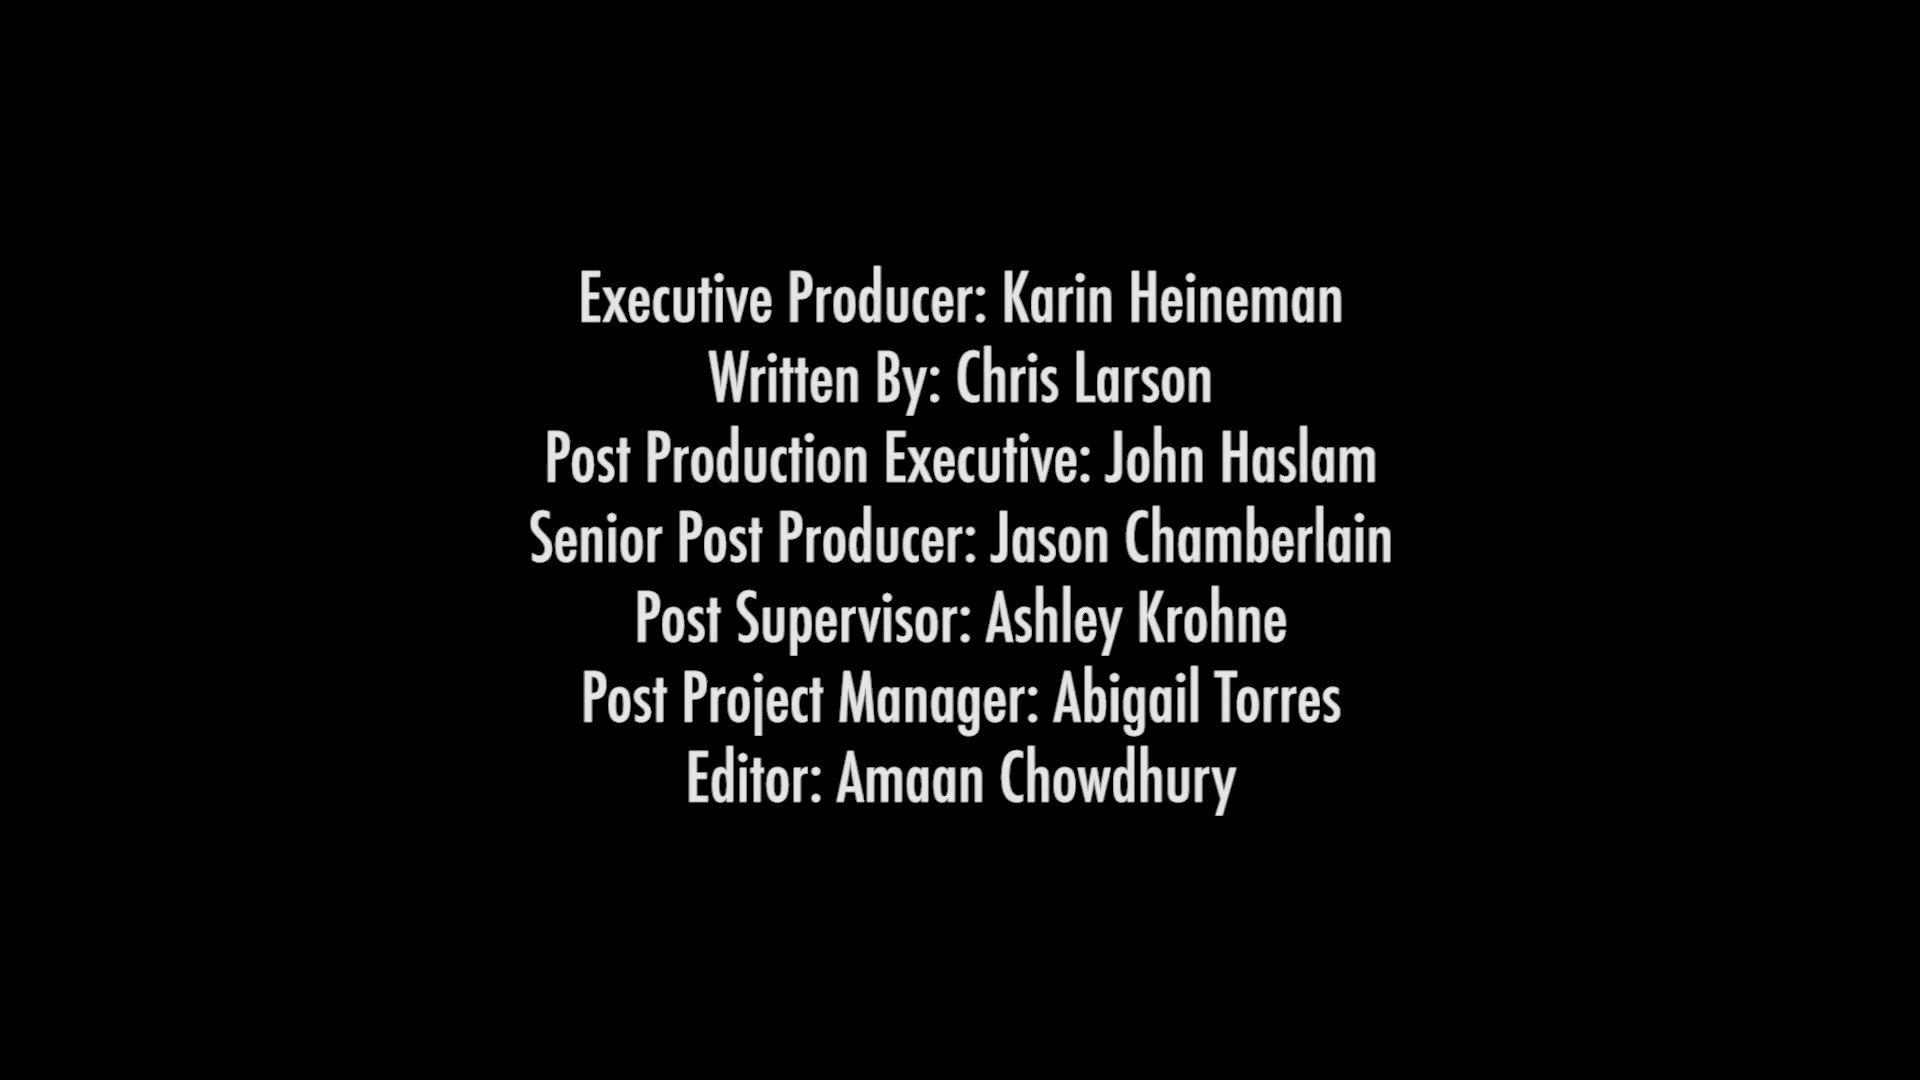 Executive Producer: Karin Heineman
Written By: Chris Larson
Post Production Executive: John Haslam
Senior Post Producer: Jason Chamberlain
Post Supervisor: Ashley Krohne
Post Project Manager: Abigail Torres
Editor: Amaan Chowdhury